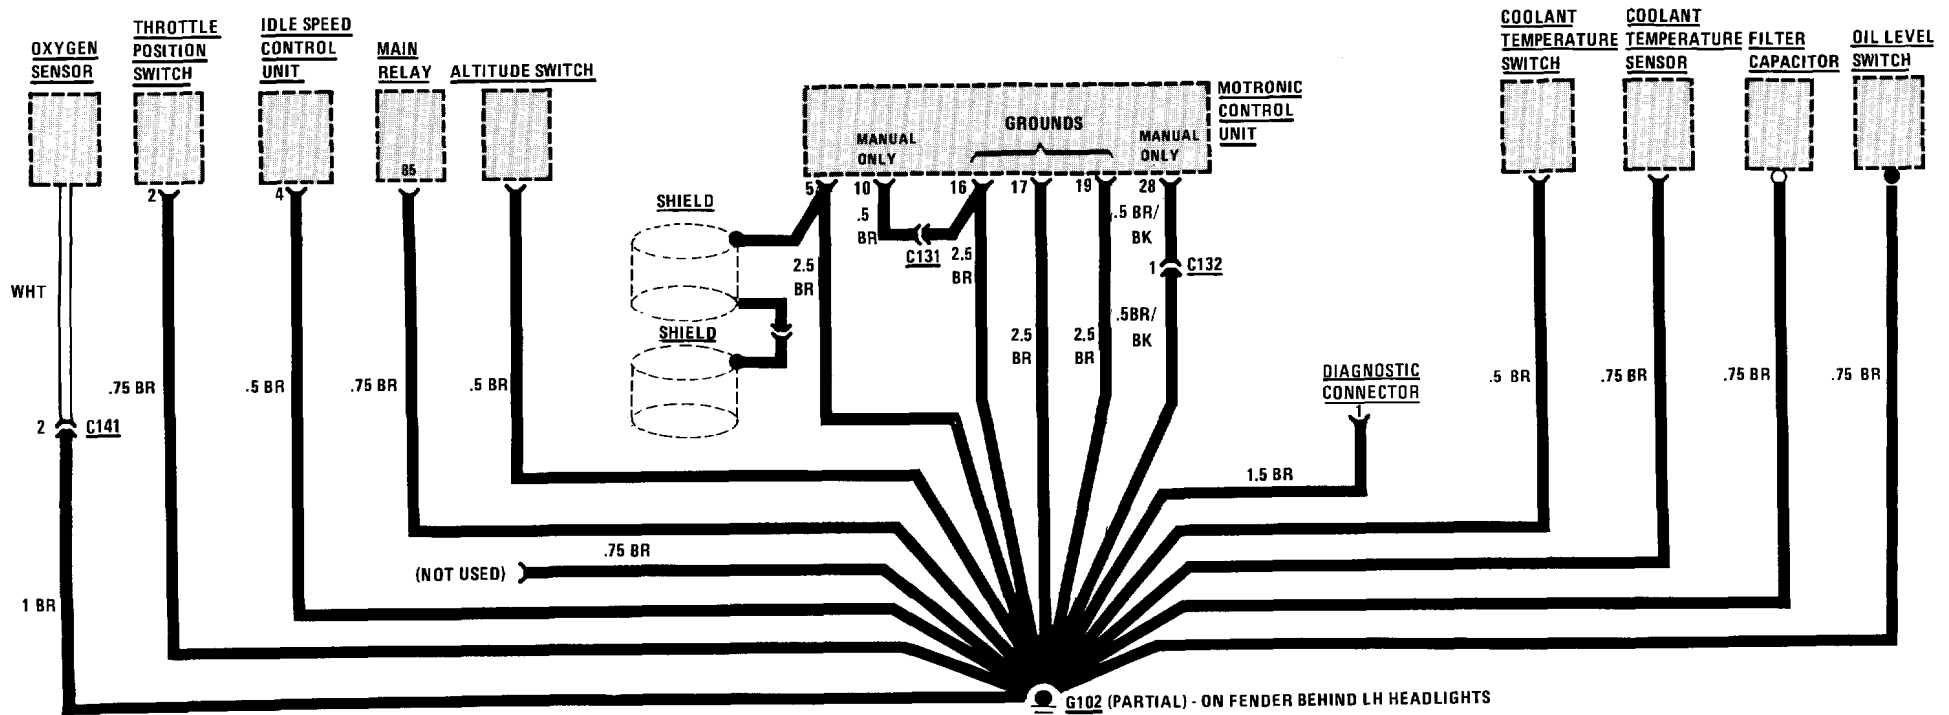 OXYGEN
SENSOR
THROTTLE
POSITION
SWITCH
IDLE SPEED
CONTROL
UNIT
MAIN
RELAY
ALTITUDE SWITCH
MOTRONIC
CONTROL
UNIT
COOLANT
TEMPERATURE
SWITCH
COOLANT
TEMPERATURE
SENSOR
FILTER
CAPACITOR
OIL LEVEL
SWITCH
MANUAL
ONLY
GROUNDS
MANUAL
ONLY
85
2
4
5
10
16
17
19
28
SHIELD
.5
BR
C131
2.5
BR
2.5
BR
.5 BR/
BK
1
C132
WHT
SHIELD
2.5
BR
2.5
BR
.5BR/
BK
.75 BR
.5 BR
.75 BR
.5 BR
DIAGNOSTIC
CONNECTOR
1
.5 BR
.75 BR
.75 BR
.75 BR
2
C141
1.5 BR
.75 BR
(NOT USED)
1 BR
G102 (PARTIAL) - ON FENDER BEHIND LH HEADLIGHTS